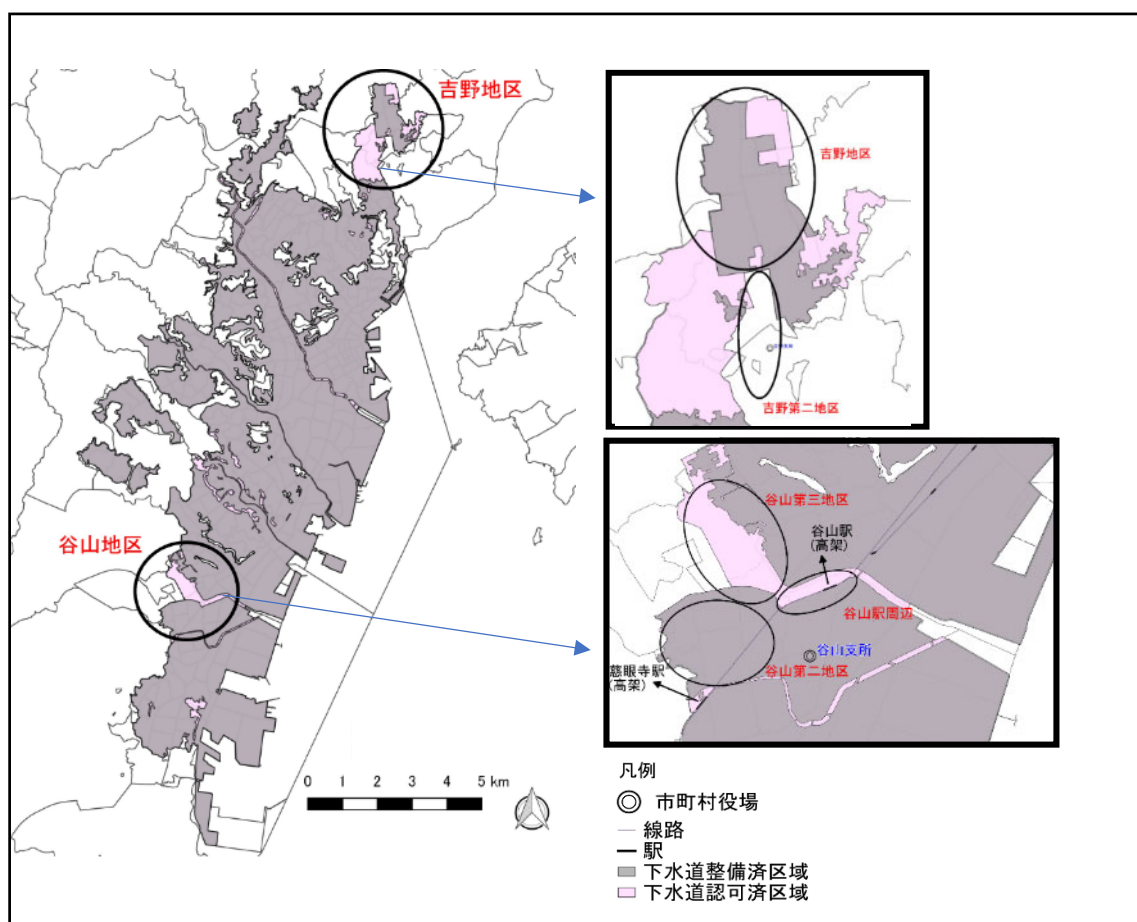 吉野地区
谷山地区
0 1 2 3 4 5 km
吉野地区
吉野第二地区
谷山第三地区
谷山駅
(高架)
谷山駅周辺
谷山支所
谷山第二地区
慈眼寺駅
(高架)
凡例
市町村役場
線路
駅
下水道整備済区域
下水道認可済区域